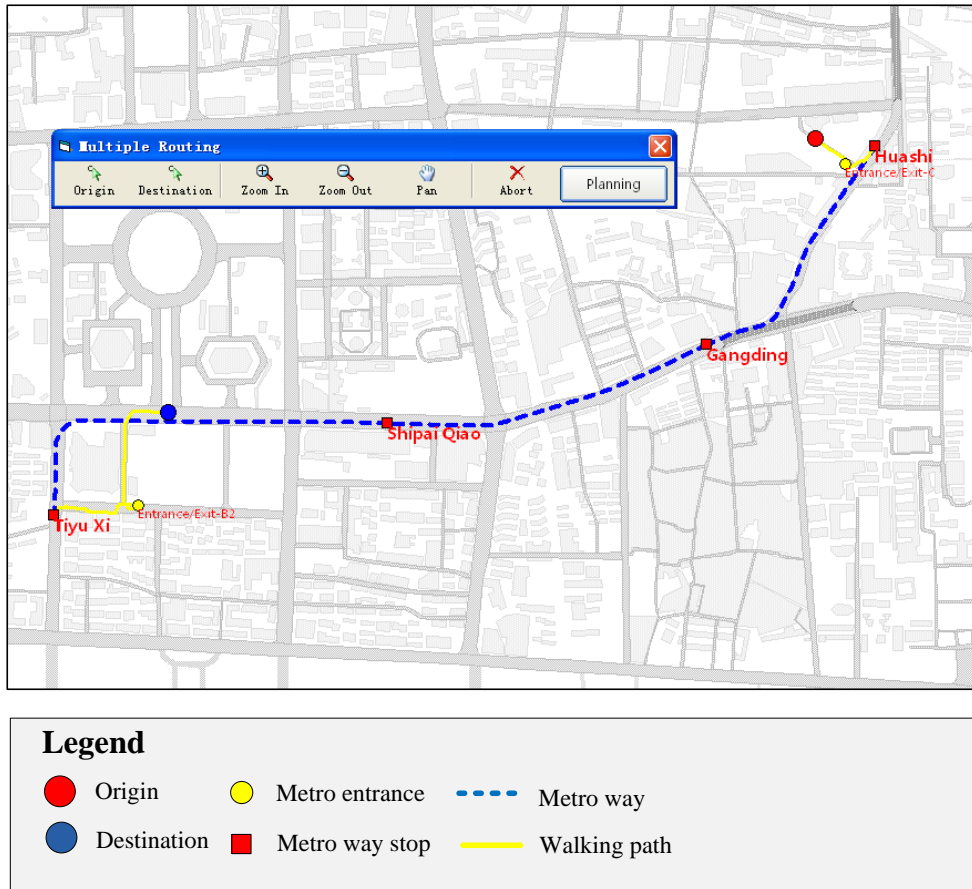 Multiple Routing
Origin Destination Zoom In Zoom Out Pan Abort Planning
Huashi
Entrance/Exit-C
Gangding
Shipai Qiao
Entrance/Exit-B2
Tiyu Xi
Legend
Origin Metro entrance Metro way
Destination Metro way stop Walking path